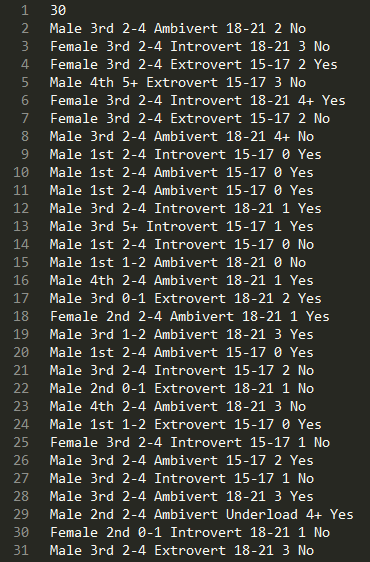 1 30
2 Male 3rd 2-4 Ambivert 18-21 2 No
3 Female 3rd 2-4 Introvert 18-21 3 No
4 Female 3rd 2-4 Extrovert 15-17 2 Yes
5 Male 4th 5+ Extrovert 15-17 3 No
6 Female 3rd 2-4 Introvert 18-21 4+ Yes
7 Female 3rd 2-4 Extrovert 15-17 2 No
8 Male 3rd 2-4 Ambivert 18-21 4+ No
9 Male 1st 2-4 Introvert 15-17 0 Yes
10 Male 1st 2-4 Ambivert 15-17 0 Yes
11 Male 1st 2-4 Ambivert 15-17 0 Yes
12 Male 3rd 2-4 Introvert 18-21 1 Yes
13 Male 3rd 5+ Introvert 15-17 1 Yes
14 Male 1st 2-4 Introvert 15-17 0 No
15 Male 1st 1-2 Ambivert 18-21 0 No
16 Male 4th 2-4 Ambivert 18-21 1 Yes
17 Male 3rd 0-1 Extrovert 18-21 2 Yes
18 Female 2nd 2-4 Ambivert 18-21 1 Yes
19 Male 3rd 1-2 Ambivert 18-21 3 Yes
20 Male 1st 2-4 Ambivert 15-17 0 Yes
21 Male 3rd 2-4 Introvert 15-17 2 No
22 Male 2nd 0-1 Extrovert 18-21 1 No
23 Male 4th 2-4 Ambivert 18-21 3 No
24 Male 1st 1-2 Extrovert 15-17 0 Yes
25 Female 3rd 2-4 Introvert 15-17 1 No
26 Male 3rd 2-4 Ambivert 15-17 2 Yes
27 Male 3rd 2-4 Introvert 15-17 1 No
28 Male 3rd 2-4 Ambivert 18-21 3 Yes
29 Male 2nd 2-4 Ambivert Underload 4+ Yes
30 Female 2nd 0-1 Introvert 18-21 1 No
31 Male 3rd 2-4 Extrovert 18-21 3 No